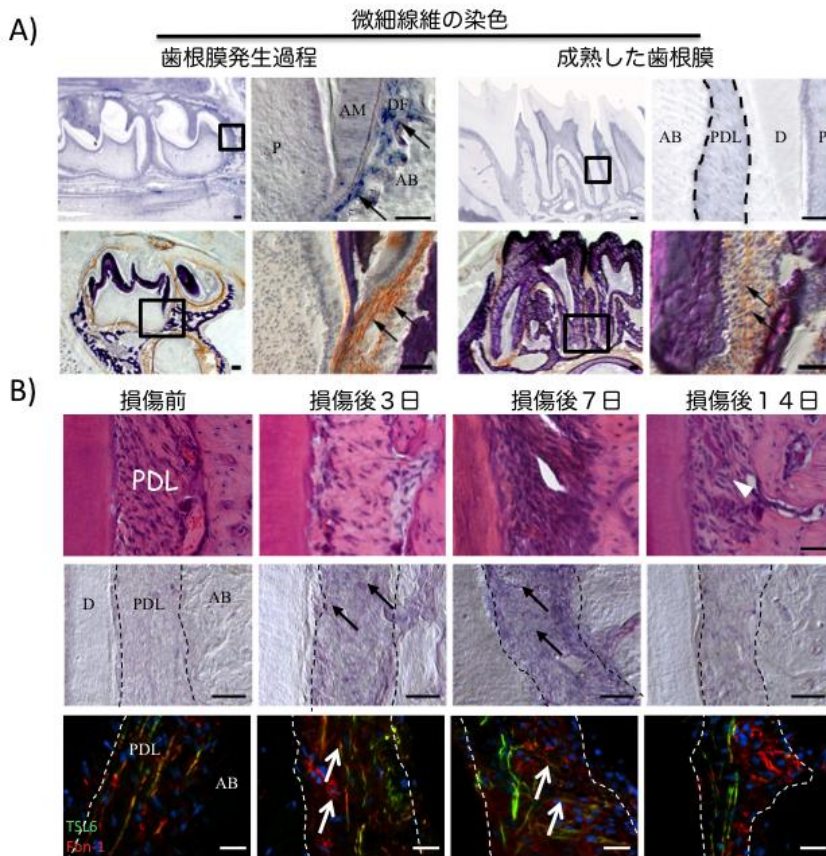 A)
微細線維の染色
歯根膜発生過程
成熟した歯根膜
P
AM
DF
AB
AB
PDL
D
P
B)
損傷前
損傷後３日
損傷後７日
損傷後１４日
PDL
D
PDL
AB
PDL
AB
TSL6
Fbn-1